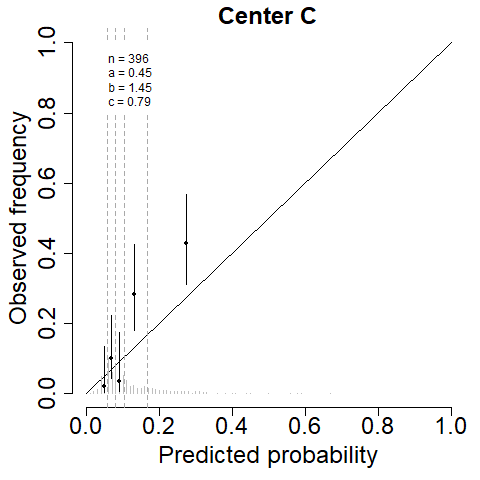 Center C
n = 396
a = 0.45
b = 1.45
c = 0.79
Observed frequency
1.0
0.8
0.6
0.4
0.2
0.0
0.0 0.2 0.4 0.6 0.8 1.0
Predicted probability